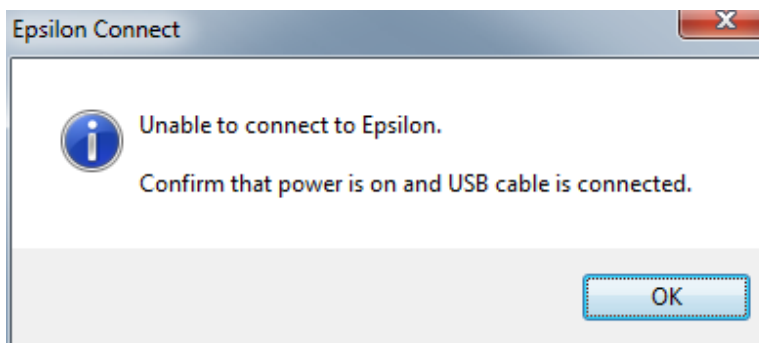 Epsilon Connect
Unable to connect to Epsilon.
Confirm that power is on and USB cable is connected.
OK